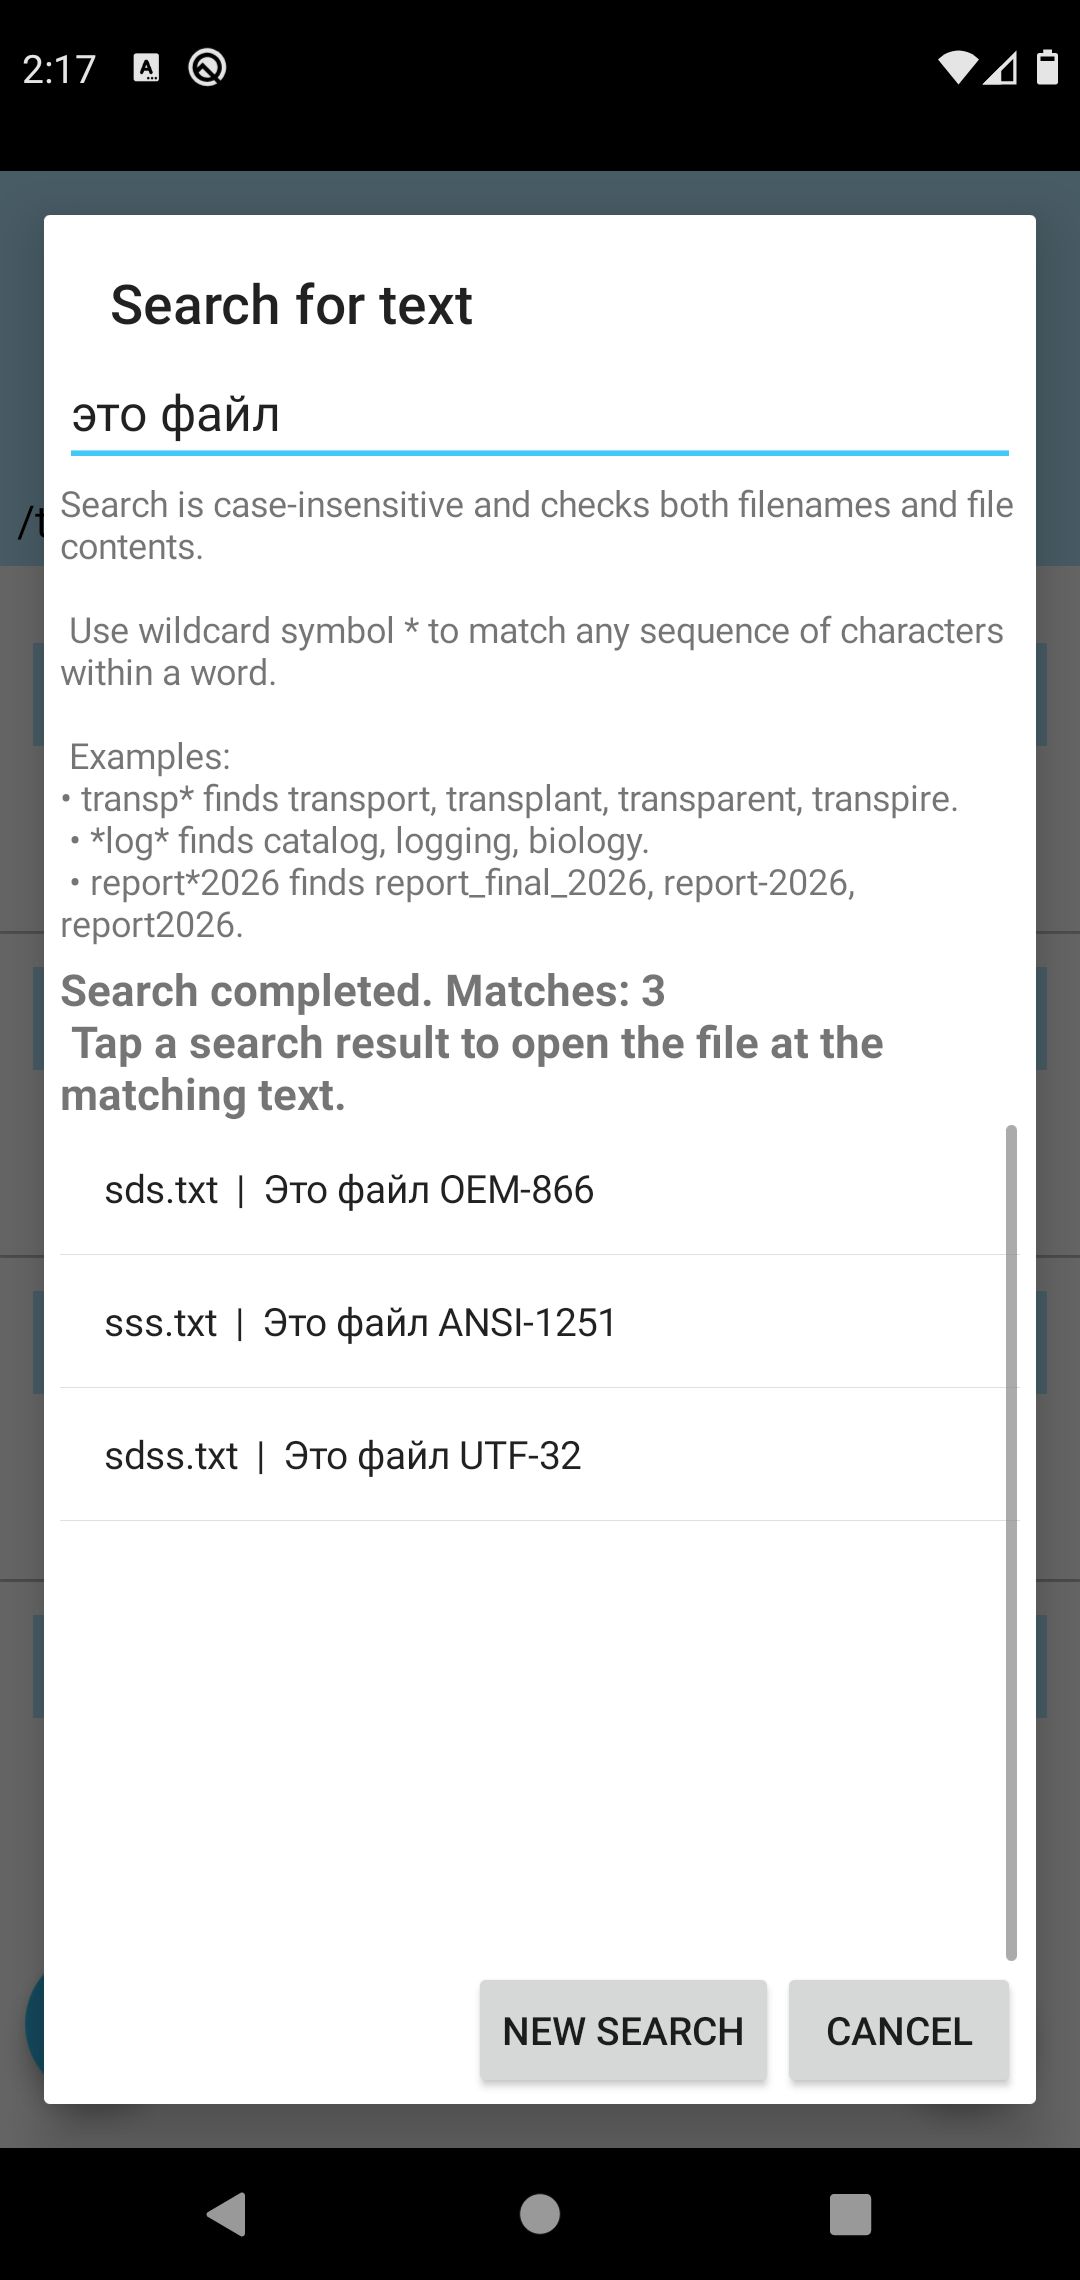 2:17
Search for text
это файл
/t
Search is case-insensitive and checks both filenames and file
contents.
Use wildcard symbol * to match any sequence of characters
within a word.
Examples:
• transp* finds transport, transplant, transparent, transpire.
• *log* finds catalog, logging, biology.
• report*2026 finds report_final_2026, report-2026,
report2026.
Search completed. Matches: 3
Tap a search result to open the file at the
matching text.
sds.txt | Это файл OEM-866
sss.txt | Это файл ANSI-1251
sdss.txt | Это файл UTF-32
NEW SEARCH CANCEL